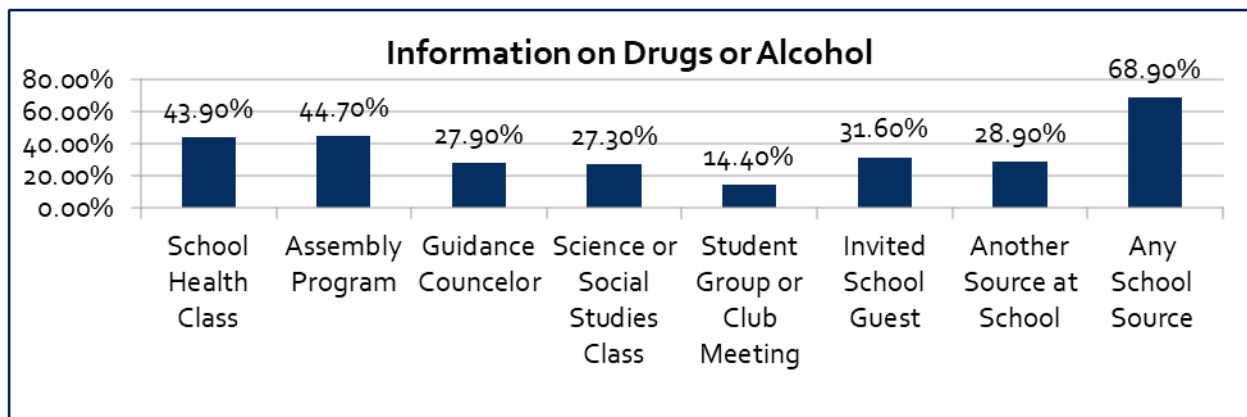 Information on Drugs or Alcohol
80.00%
60.00%
40.00%
20.00%
0.00%
43.90%
44.70%
27.90%
27.30%
14.40%
31.60%
28.90%
68.90%
School
Health
Class
Assembly
Program
Guidance
Councelor
Science or
Social
Studies
Class
Student
Group or
Club
Meeting
Invited
School
Guest
Another
Source at
School
Any
School
Source